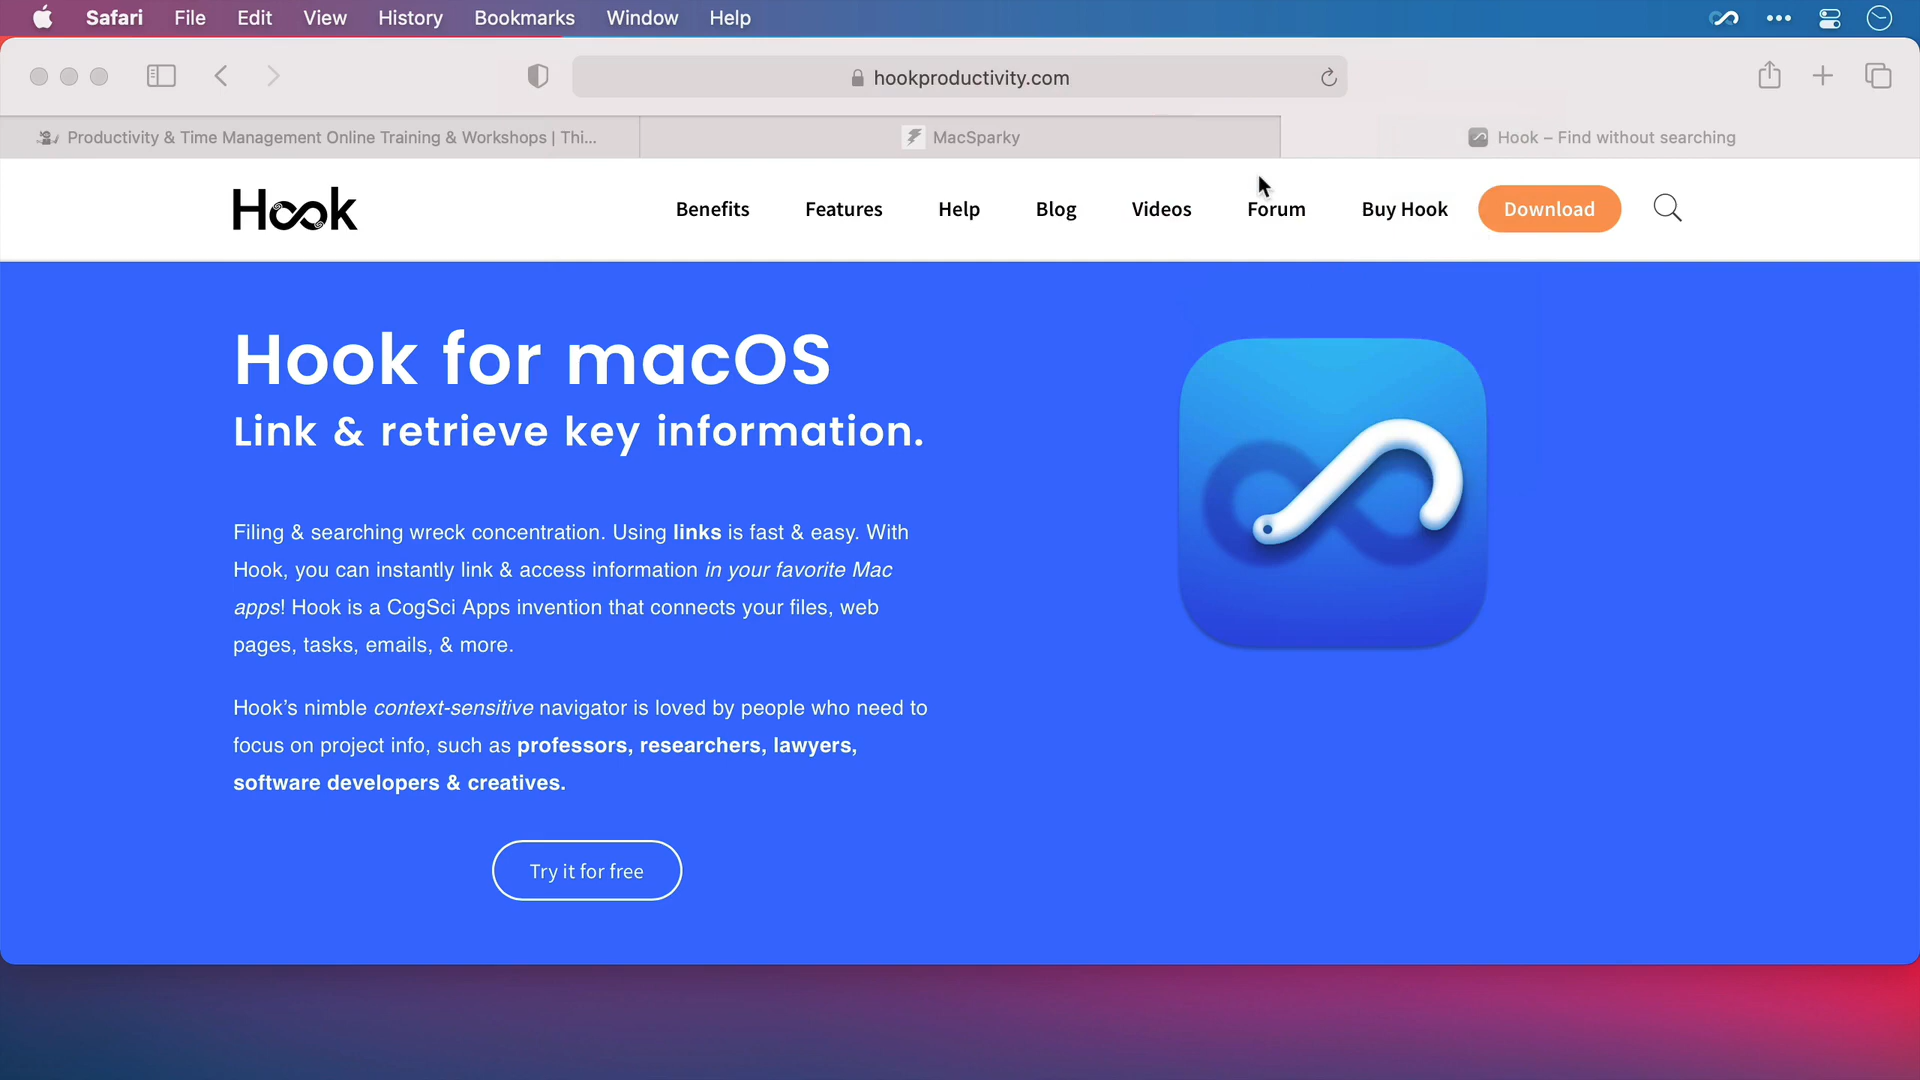 Safari File Edit View History Bookmarks Window Help
hookproductivity.com
Productivity & Time Management Online Training & Workshops | Thi...
MacSparky
Hook – Find without searching
Hook
Benefits Features Help Blog Videos Forum Buy Hook Download
Hook for macOS
Link & retrieve key information.
Filing & searching wreck concentration. Using links is fast & easy. With
Hook, you can instantly link & access information in your favorite Mac
apps! Hook is a CogSci Apps invention that connects your files, web
pages, tasks, emails, & more.
Hook’s nimble context-sensitive navigator is loved by people who need to
focus on project info, such as professors, researchers, lawyers,
software developers & creatives.
Try it for free